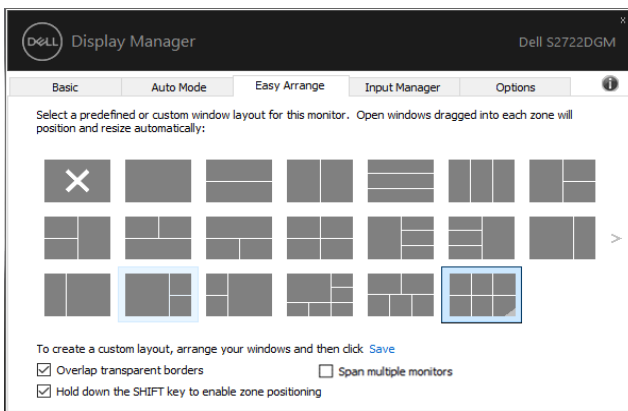 x
DELL Display Manager Dell S2722DGM
Basic Auto Mode Easy Arrange Input Manager Options i
Select a predefined or custom window layout for this monitor. Open windows dragged into each zone will
position and resize automatically:
>
To create a custom layout, arrange your windows and then click Save
Overlap transparent borders Span multiple monitors
Hold down the SHIFT key to enable zone positioning